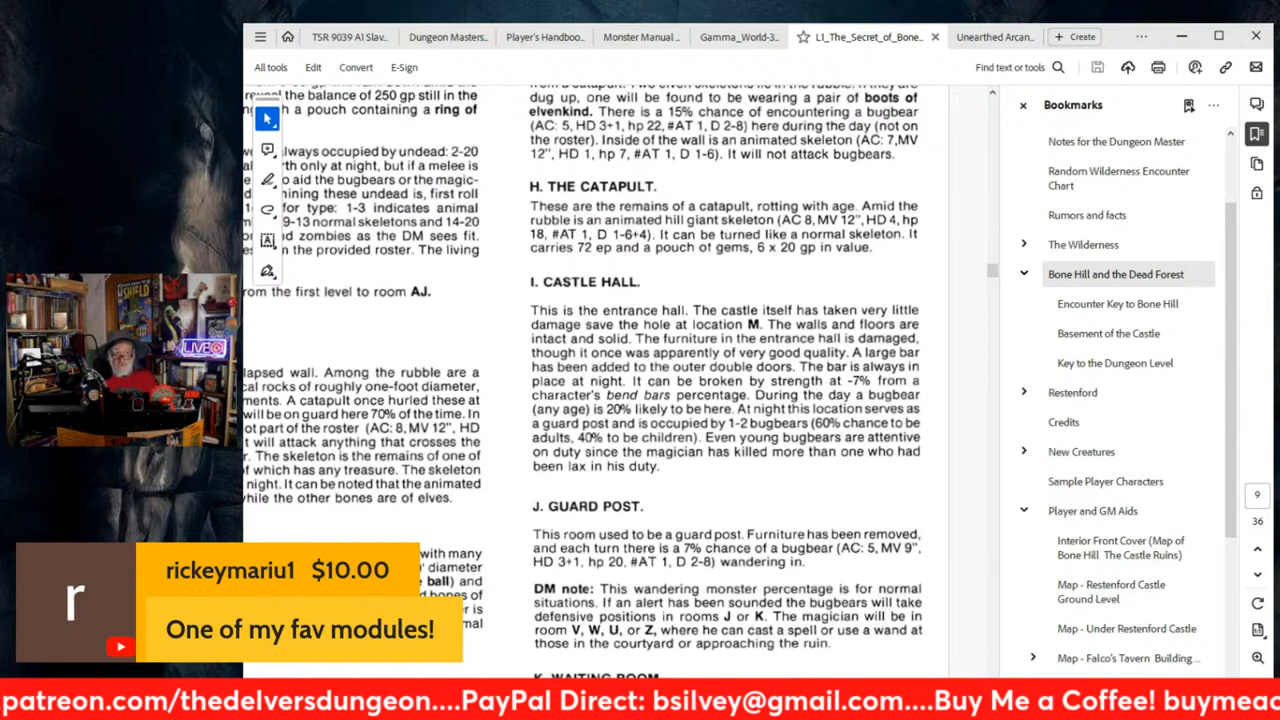 TSR 9039 A1 Slav..
Dungeon Masters..
Player's Handboo..
Monster Manual ...
Gamma_World-3..
L1_The_Secret_of_Bone..
Unearthed Arcan..
Create
All tools
Edit
Convert
E-Sign
Find text or tools
reveal the balance of 250 gp still in the
h a pouch containing a ring of
always occupied by undead: 2-20
rth only at night, but if a melee is
o aid the bugbears or the magic-
mining these undead is, first roll
for type: 1-3 indicates animal
9-13 normal skeletons and 14-20
nd zombies as the DM sees fit.
m the provided roster. The living
rom the first level to room AJ.
lapsed wall. Among the rubble are a
cal rocks of roughly one-foot diameter,
ments. A catapult once hurled these at
will be on guard here 70% of the time. In
ot part of the roster (AC: 8, MV 12", HD
t will attack anything that crosses the
r. The skeleton is the remains of one of
of which has any treasure. The skeleton
night. It can be noted that the animated
while the other bones are of elves.
with many
diameter
ball) and
bones of
er is
mal
dug up, one will be found to be wearing a pair of boots of
elvenkind. There is a 15% chance of encountering a bugbear
(AC: 5, HD 3+1, hp 22, #AT 1, D 2-8) here during the day (not on
the roster). Inside of the wall is an animated skeleton (AC: 7,MV
12", HD 1, hp 7, #AT 1, D 1-6). It will not attack bugbears.
H. THE CATAPULT.
These are the remains of a catapult, rotting with age. Amid the
rubble is an animated hill giant skeleton (AC 8, MV 12", HD 4, hp
18, #AT 1, D 1-6+4). It can be turned like a normal skeleton. It
carries 72 ep and a pouch of gems, 6 x 20 gp in value.
I. CASTLE HALL.
This is the entrance hall. The castle itself has taken very little
damage save the hole at location M. The walls and floors are
intact and solid. The furniture in the entrance hall is damaged,
though it once was apparently of very good quality. A large bar
has been added to the outer double doors. The bar is always in
place at night. It can be broken by strength at -7% from a
character's bend bars percentage. During the day a bugbear
(any age) is 20% likely to be here. At night this location serves as
a guard post and is occupied by 1-2 bugbears (60% chance to be
adults, 40% to be children). Even young bugbears are attentive
on duty since the magician has killed more than one who had
been lax in his duty.
J. GUARD POST.
This room used to be a guard post. Furniture has been removed,
and each turn there is a 7% chance of a bugbear (AC: 5, MV 9",
HD 3+1, hp 20, #AT 1, D 2-8) wandering in.
DM note: This wandering monster percentage is for normal
situations. If an alert has been sounded the bugbears will take
defensive positions in rooms J or K. The magician will be in
room V, W, U, or Z, where he can cast a spell or use a wand at
those in the courtyard or approaching the ruin.
K. WAITING ROOM
Bookmarks
Notes for the Dungeon Master
Random Wilderness Encounter
Chart
Rumors and facts
The Wilderness
Bone Hill and the Dead Forest
Encounter Key to Bone Hill
Basement of the Castle
Key to the Dungeon Level
Restenford
Credits
New Creatures
Sample Player Characters
Player and GM Aids
Interior Front Cover (Map of
Bone Hill The Castle Ruins)
Map - Restenford Castle
Ground Level
Map - Under Restenford Castle
Map - Falco's Tavern Building ...
9
36
SHIELD
LIVE
r
rickeymariu1 $10.00
One of my fav modules!
.patreon.com/thedelversdungeon....PayPal Direct: bsilvey@gmail.com....Buy Me a Coffee! buymeac